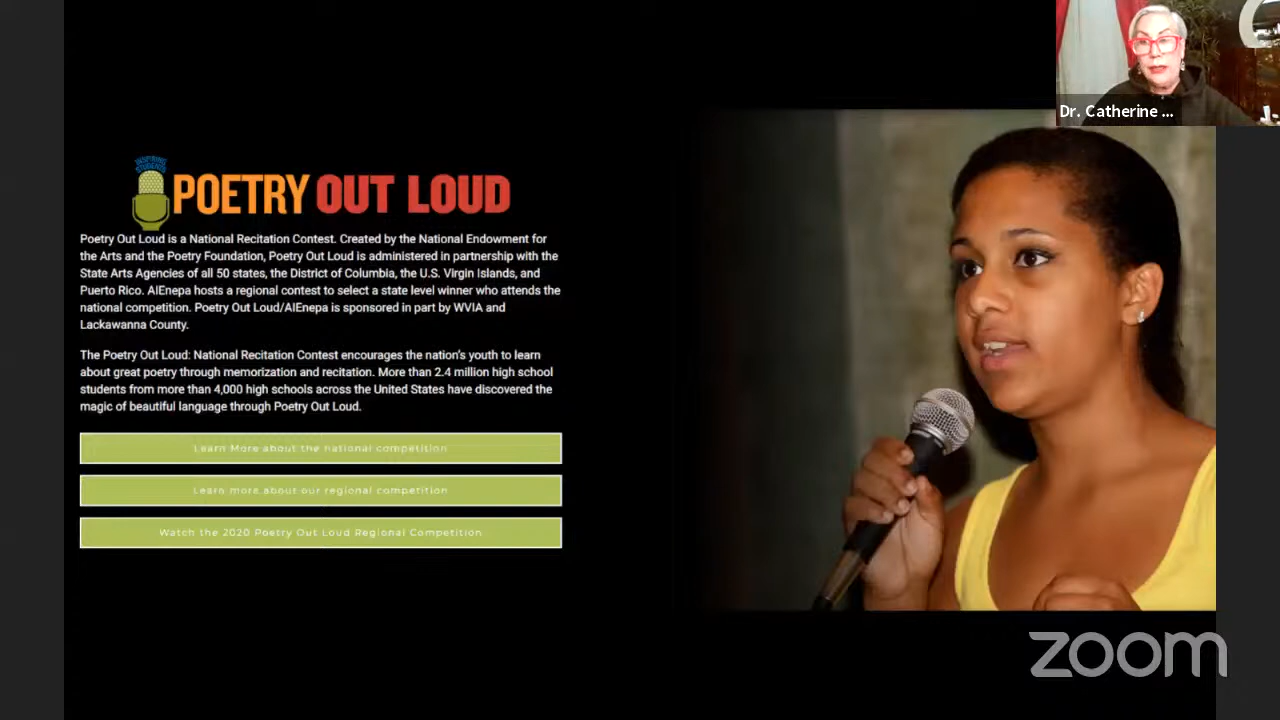 Dr. Catherine ...
INSPIRING
STUDENTS
POETRY OUT LOUD
Poetry Out Loud is a National Recitation Contest. Created by the National Endowment for
the Arts and the Poetry Foundation, Poetry Out Loud is administered in partnership with the
State Arts Agencies of all 50 states, the District of Columbia, the U.S. Virgin Islands, and
Puerto Rico. AIEnepa hosts a regional contest to select a state level winner who attends the
national competition. Poetry Out Loud/AIEnepa is sponsored in part by WVIA and
Lackawanna County.
The Poetry Out Loud: National Recitation Contest encourages the nation's youth to learn
about great poetry through memorization and recitation. More than 2.4 million high school
students from more than 4,000 high schools across the United States have discovered the
magic of beautiful language through Poetry Out Loud.
Learn More about the national competition
Learn more about our regional competition
Watch the 2020 Poetry Out Loud Regional Competition
zoom